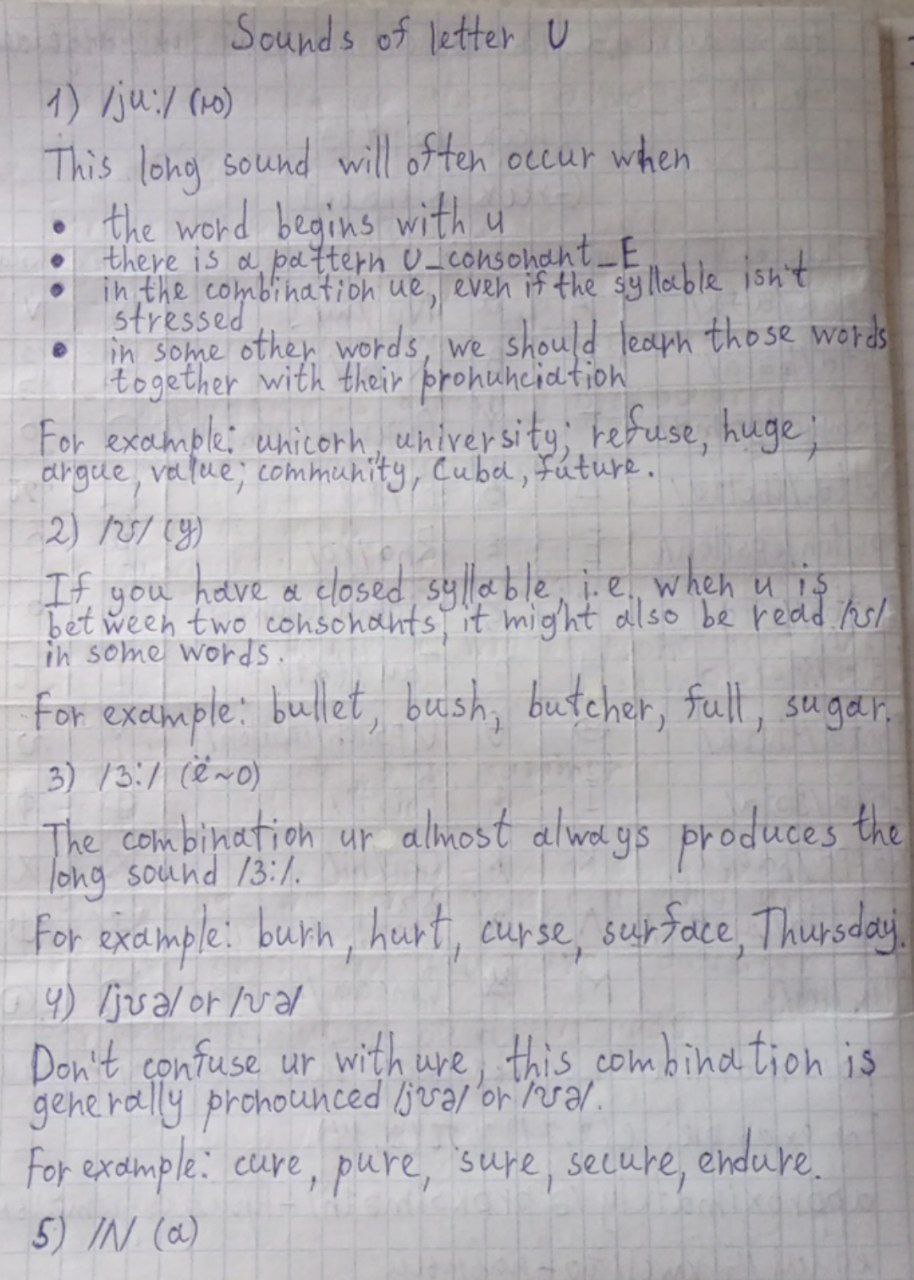 Sounds of letter U
1) /ju:/ (ю)
This long sound will often occur when
• the word begins with u
• there is a pattern U_consonant_E
• in the combination ue, even if the syllable isn't
stressed
• in some other words, we should learn those words
together with their pronunciation
For example: unicorn, university; refuse, huge;
argue, value; community, Cuba, future.
2) /ʊ/ (у)
If you have a closed syllable, i.e. when u is
between two consonants, it might also be read /ʊ/
in some words.
For example: bullet, bush, butcher, full, sugar.
3) /3:/ (ё~о)
The combination ur almost always produces the
long sound /3:/.
For example: burn, hurt, curse, surface, Thursday.
4) /jʊə/ or /ʊə/
Don't confuse ur with ure, this combination is
generally pronounced /jʊə/ or /ʊə/.
For example: cure, pure, sure, secure, endure.
5) /ʌ/ (а)